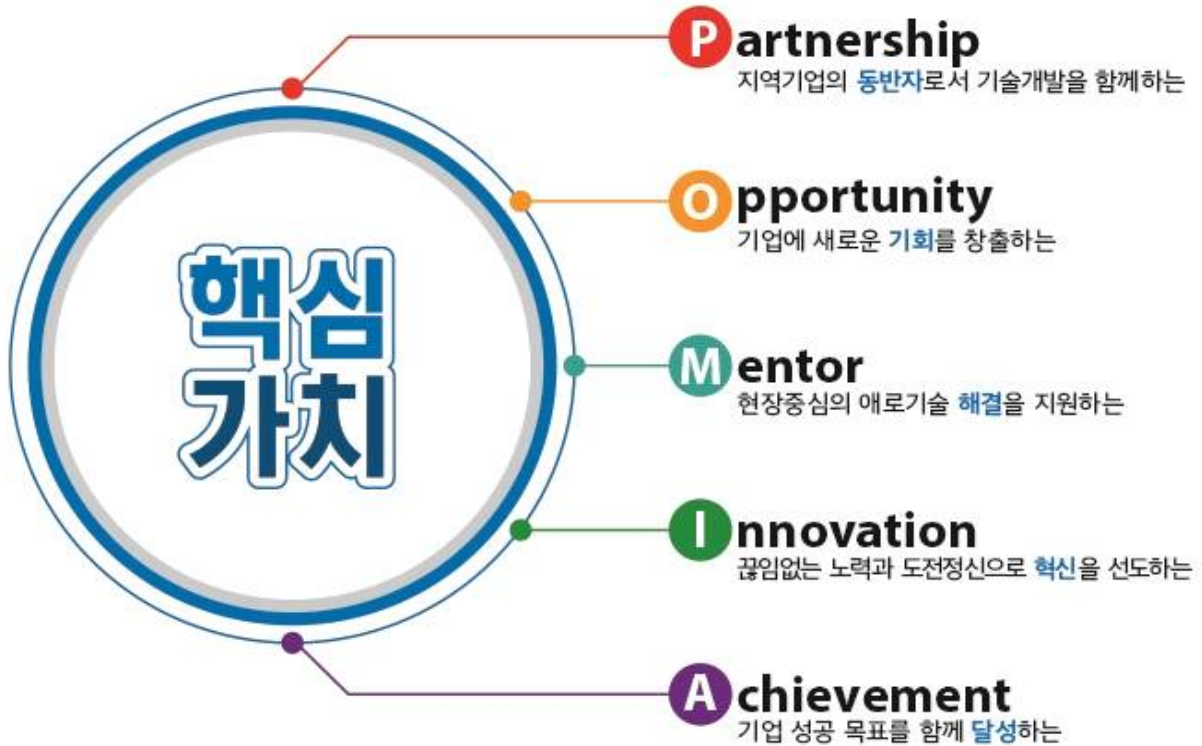 핵심
가치
Partnership
지역기업의 동반자로서 기술개발을 함께하는
Opportunity
기업에 새로운 기회를 창출하는
Mentor
현장중심의 애로기술 해결을 지원하는
Innovation
끊임없는 노력과 도전정신으로 혁신을 선도하는
Achievement
기업 성공 목표를 함께 달성하는